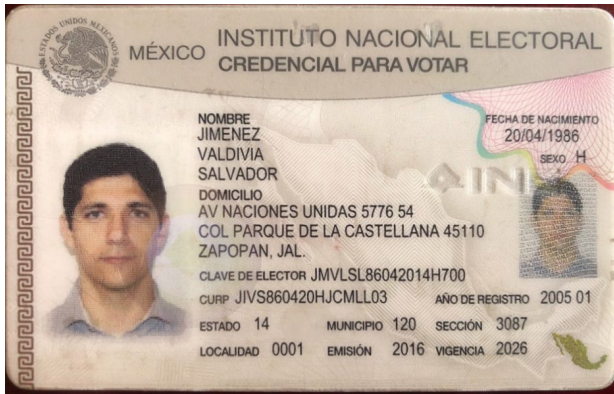 ESTADOS UNIDOS MEXICANOS
MÉXICO
INSTITUTO NACIONAL ELECTORAL
CREDENCIAL PARA VOTAR
NOMBRE
JIMENEZ
VALDIVIA
SALVADOR
FECHA DE NACIMIENTO
20/04/1986
SEXO H
DOMICILIO
AV NACIONES UNIDAS 5776 54
COL PARQUE DE LA CASTELLANA 45110
ZAPOPAN, JAL.
CLAVE DE ELECTOR JMVLSL86042014H700
CURP JIVS860420HJCMLL03 AÑO DE REGISTRO 2005 01
ESTADO 14 MUNICIPIO 120 SECCIÓN 3087
LOCALIDAD 0001 EMISIÓN 2016 VIGENCIA 2026